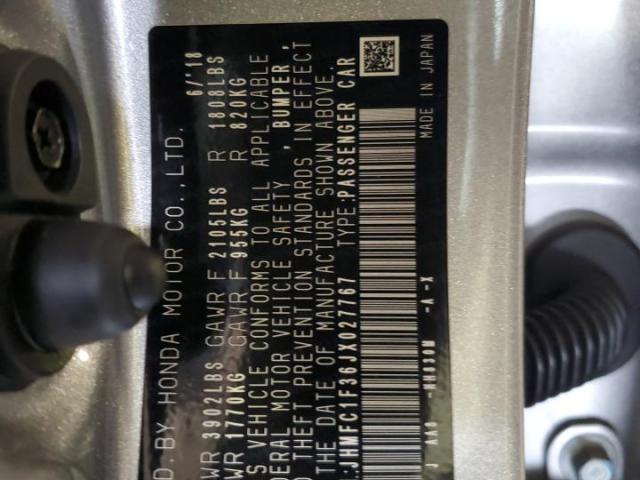 D.BY HONDA MOTOR CO.,LTD. 6/'18
WR 3902LBS GAWR F 2105LBS R 1808LBS
WR 1770KG GAWR F 955KG R 820KG
S VEHICLE CONFORMS TO ALL APPLICABLE
DERAL MOTOR VEHICLE SAFETY , BUMPER ,
D THEFT PREVENTION STANDARDS IN EFFECT
THE DATE OF MANUFACTURE SHOWN ABOVE.
:JHMFC1F36JX027767 TYPE:PASSENGER CAR
-A-X MADE IN JAPAN